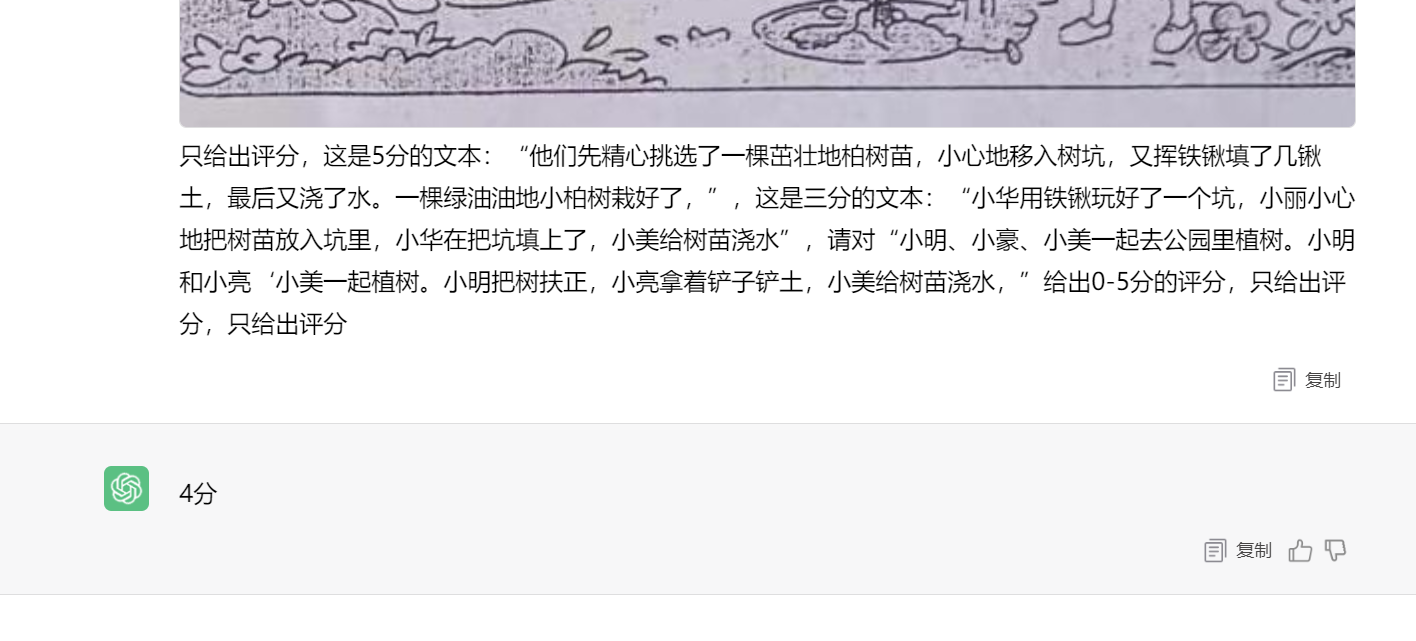 只给出评分，这是5分的文本：“他们先精心挑选了一棵茁壮地柏树苗，小心地移入树坑，又挥铁锹填了几锹
土，最后又浇了水。一棵绿油油地小柏树栽好了，”，这是三分的文本：“小华用铁锹玩好了一个坑，小丽小心
地把树苗放入坑里，小华在把坑填上了，小美给树苗浇水”，请对“小明、小豪、小美一起去公园里植树。小明
和小亮‘小美一起植树。小明把树扶正，小亮拿着铲子铲土，小美给树苗浇水，”给出0-5分的评分，只给出评
分，只给出评分
复制
4分
复制